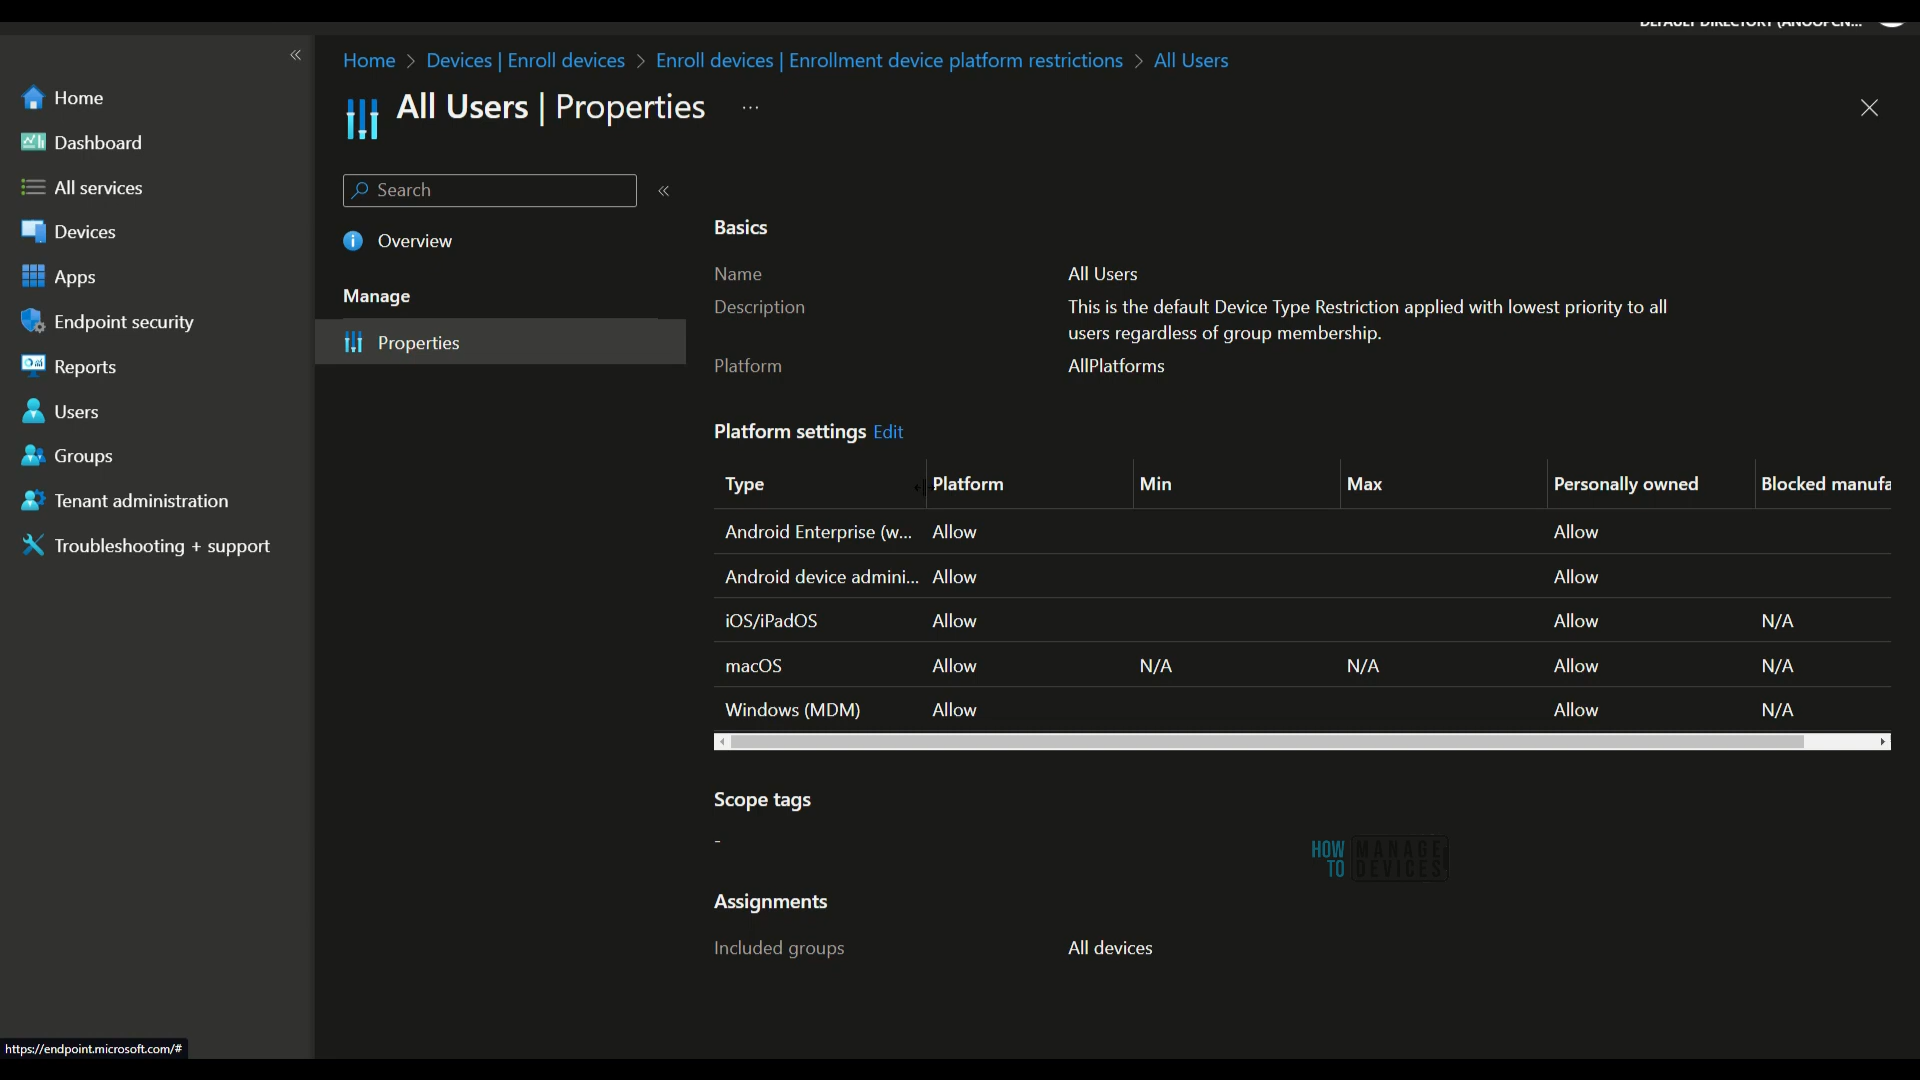 Home > Devices | Enroll devices > Enroll devices | Enrollment device platform restrictions > All Users
All Users | Properties ...
Home
Dashboard
All services
Devices
Apps
Endpoint security
Reports
Users
Groups
Tenant administration
Troubleshooting + support
Search
Overview
Manage
Properties
Basics
Name All Users
Description This is the default Device Type Restriction applied with lowest priority to all
users regardless of group membership.
Platform AllPlatforms
Platform settings Edit
Type Platform Min Max Personally owned Blocked manufa
Android Enterprise (w... Allow Allow
Android device admini... Allow Allow
iOS/iPadOS Allow Allow N/A
macOS Allow N/A N/A Allow N/A
Windows (MDM) Allow Allow N/A
Scope tags
-
HOW MANAGE
TO DEVICES
Assignments
Included groups All devices
https://endpoint.microsoft.com/#